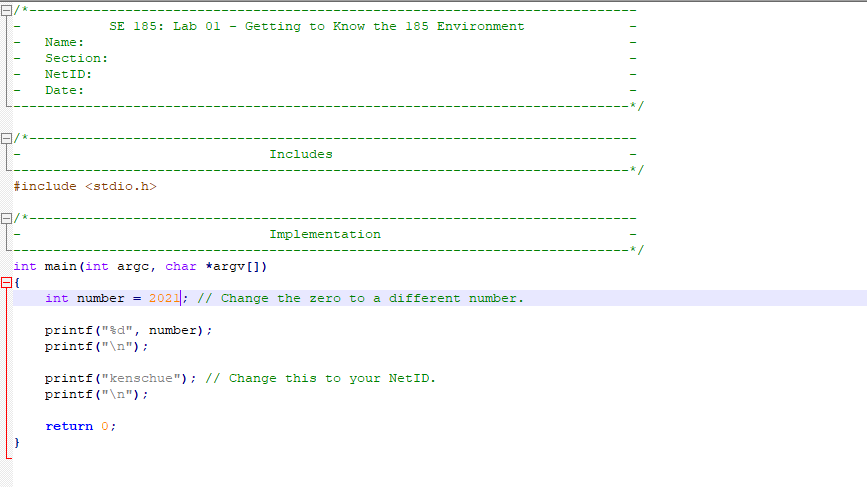 /*----------------------------------------------------------------------------
-           SE 185: Lab 01 - Getting to Know the 185 Environment             -
-   Name:                                                                    -
-   Section:                                                                 -
-   NetID:                                                                   -
-   Date:                                                                    -
-----------------------------------------------------------------------------*/
/*----------------------------------------------------------------------------
-                               Includes                                     -
-----------------------------------------------------------------------------*/
#include <stdio.h>
/*----------------------------------------------------------------------------
-                               Implementation                               -
-----------------------------------------------------------------------------*/
int main(int argc, char *argv[])
{
    int number = 2021; // Change the zero to a different number.
    printf("%d", number);
    printf("\n");
    printf("kenschue"); // Change this to your NetID.
    printf("\n");
    return 0;
}